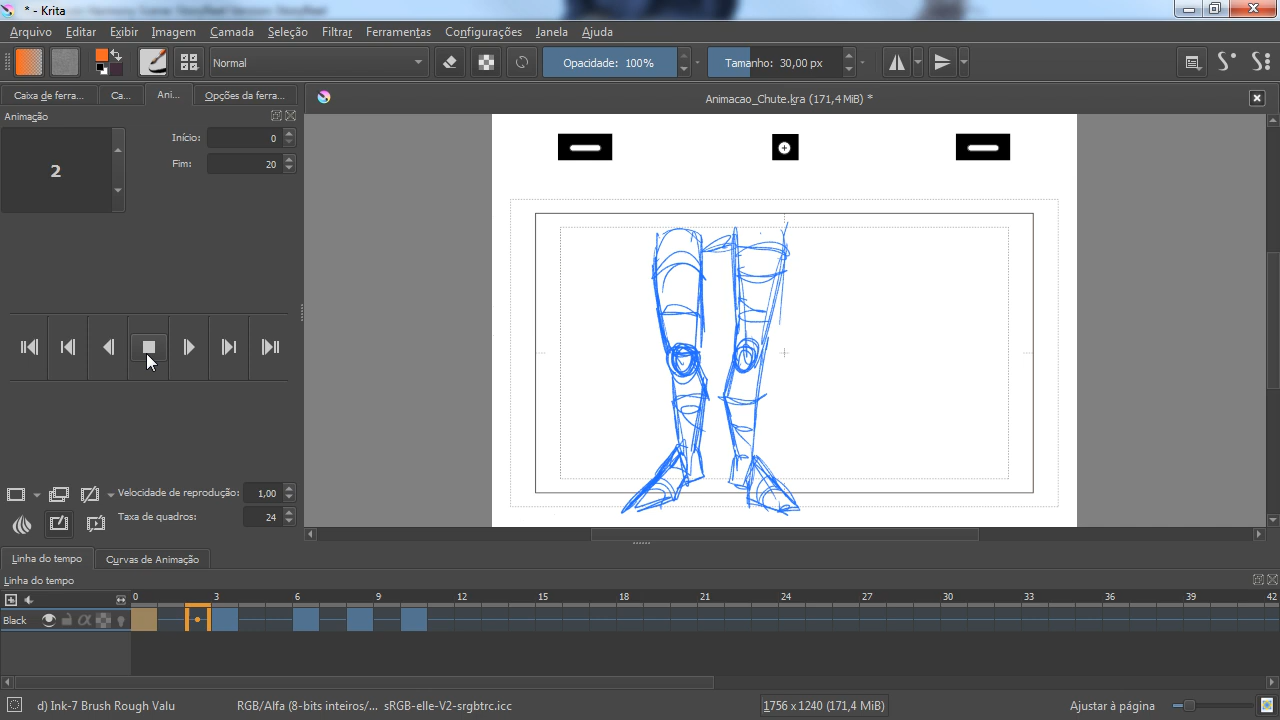 * - Krita
Arquivo Editar Exibir Imagem Camada Seleção Filtrar Ferramentas Configurações Janela Ajuda
Normal Opacidade: 100% Tamanho: 30,00 px
Caixa de ferra... Ca... Ani... Opções da ferra...
Animacao_Chute.kra (171,4 MiB) *
Animação
2
Início: 0
Fim: 20
Velocidade de reprodução: 1,00
Taxa de quadros: 24
Linha do tempo Curvas de Animação
Linha do tempo
0 3 6 9 12 15 18 21 24 27 30 33 36 39 42
Black
d) Ink-7 Brush Rough Valu RGB/Alfa (8-bits inteiros/... sRGB-elle-V2-srgbtrc.icc 1756 x 1240 (171,4 MiB) Ajustar à página